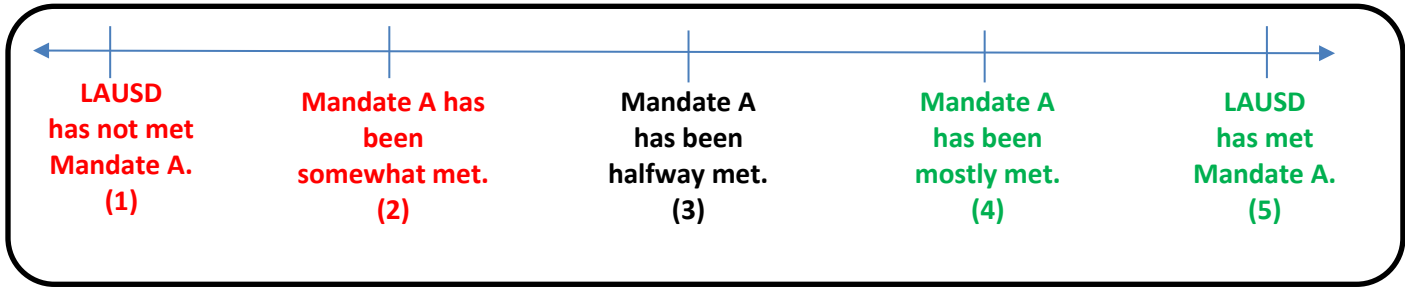 LAUSD
has not met
Mandate A.
(1)
Mandate A has
been
somewhat met.
(2)
Mandate A
has been
halfway met.
(3)
Mandate A
has been
mostly met.
(4)
LAUSD
has met
Mandate A.
(5)